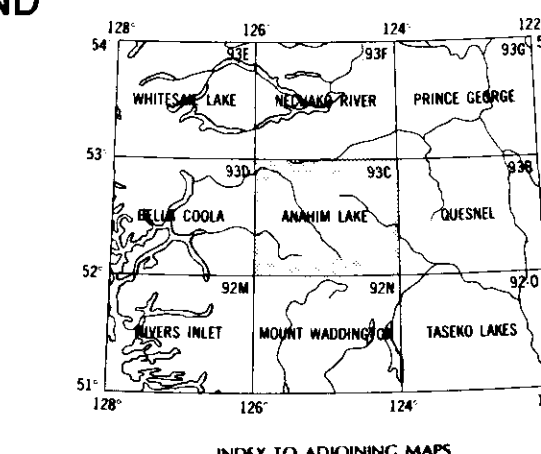 ND
128° 126° 124° 122
54° 93E 93F 93G 5
WHITESAIL LAKE NECHAKO RIVER PRINCE GEORGE
53° 93D 93C 93B
BELLA COOLA ANAHIM LAKE QUESNEL
52° 92M 92N 92-O
RIVERS INLET MOUNT WADDINGTON TASEKO LAKES
51°
128° 126° 124°
INDEX TO ADJOINING MAPS